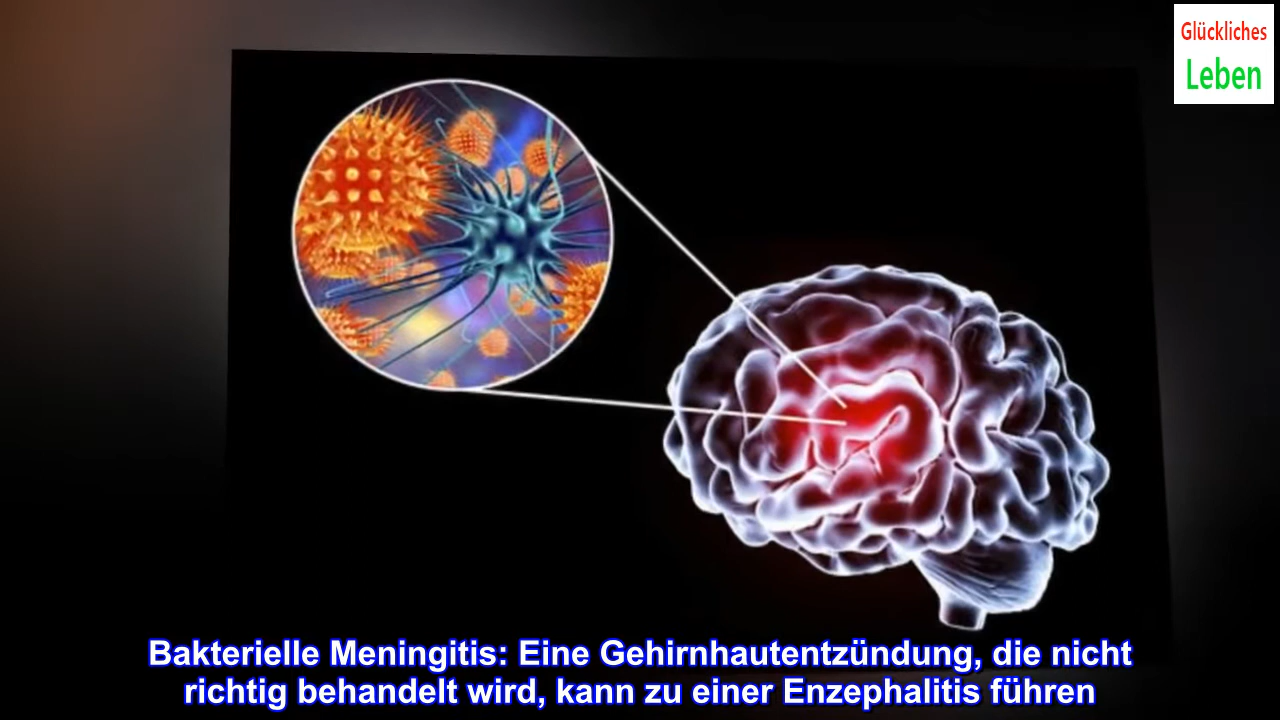 Glückliches
Leben
Bakterielle Meningitis: Eine Gehirnhautentzündung, die nicht
richtig behandelt wird, kann zu einer Enzephalitis führen